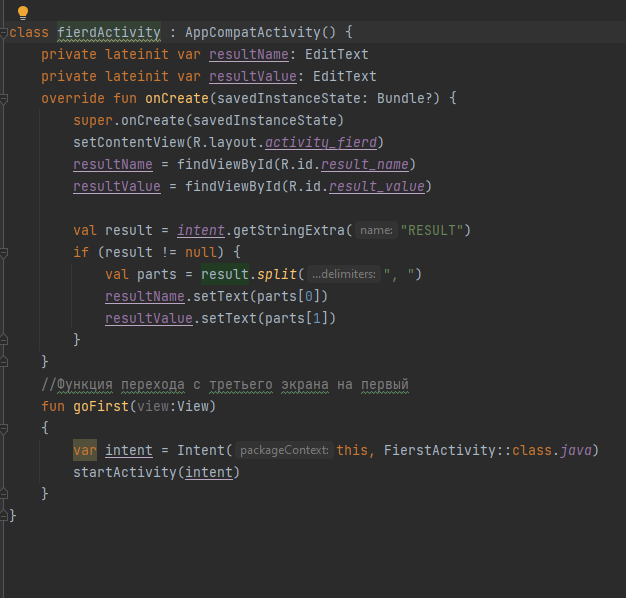 class fierdActivity : AppCompatActivity() {
private lateinit var resultName: EditText
private lateinit var resultValue: EditText
override fun onCreate(savedInstanceState: Bundle?) {
super.onCreate(savedInstanceState)
setContentView(R.layout.activity_fierd)
resultName = findViewById(R.id.result_name)
resultValue = findViewById(R.id.result_value)
val result = intent.getStringExtra( name: "RESULT")
if (result != null) {
val parts = result.split( ...delimiters: ", ")
resultName.setText(parts[0])
resultValue.setText(parts[1])
}
}
//Функция перехода с третьего экрана на первый
fun goFirst(view:View)
{
var intent = Intent( packageContext: this, FierstActivity::class.java)
startActivity(intent)
}
}